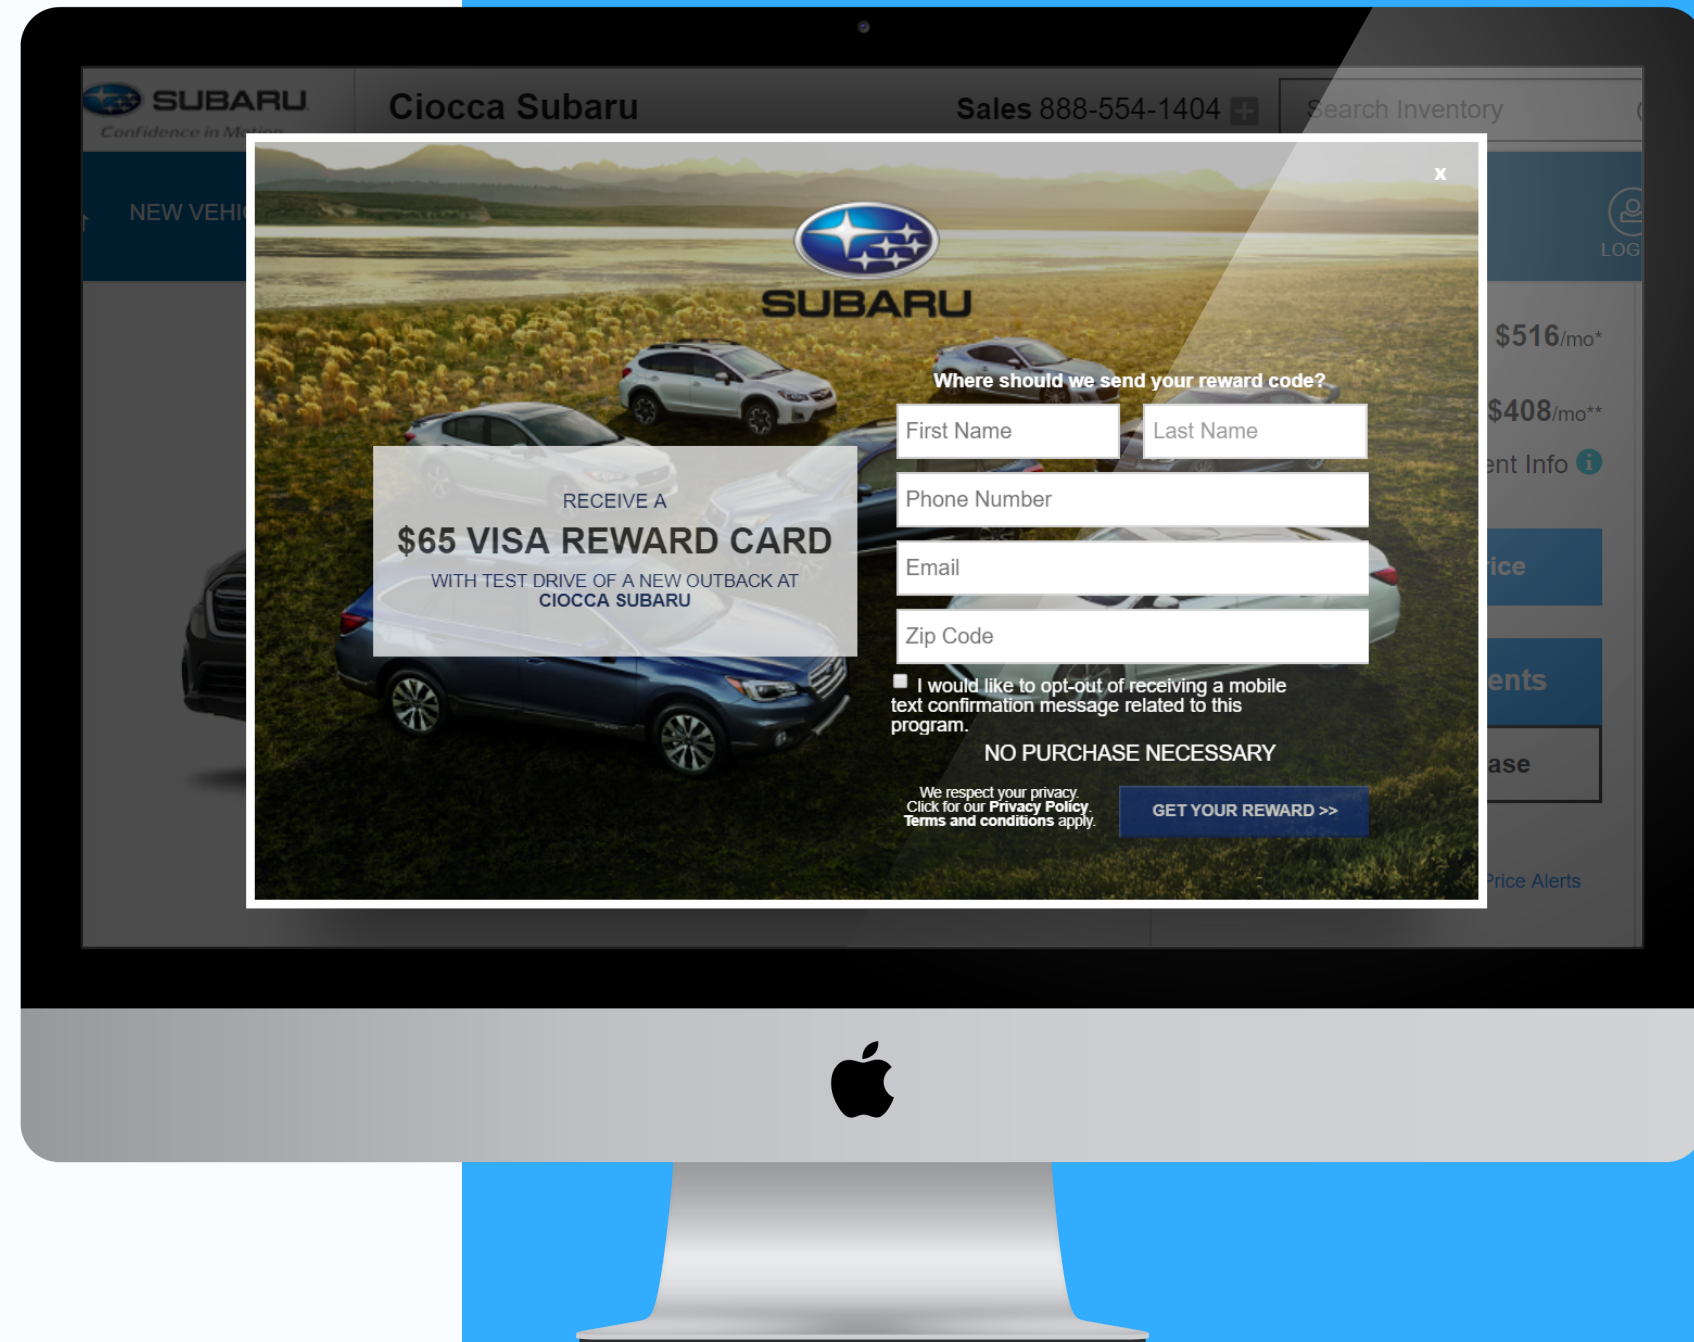 SUBARU
Confidence in Motion
Ciocca Subaru
Sales 888-554-1404
Search Inventory
NEW VEHI
LOG
x
SUBARU
$516/mo*
$408/mo**
ent Info
ice
ents
ase
Price Alerts
RECEIVE A
$65 VISA REWARD CARD
WITH TEST DRIVE OF A NEW OUTBACK AT
CIOCCA SUBARU
Where should we send your reward code?
First Name
Last Name
Phone Number
Email
Zip Code
I would like to opt-out of receiving a mobile
text confirmation message related to this
program.
NO PURCHASE NECESSARY
We respect your privacy.
Click for our Privacy Policy.
Terms and conditions apply.
GET YOUR REWARD >>